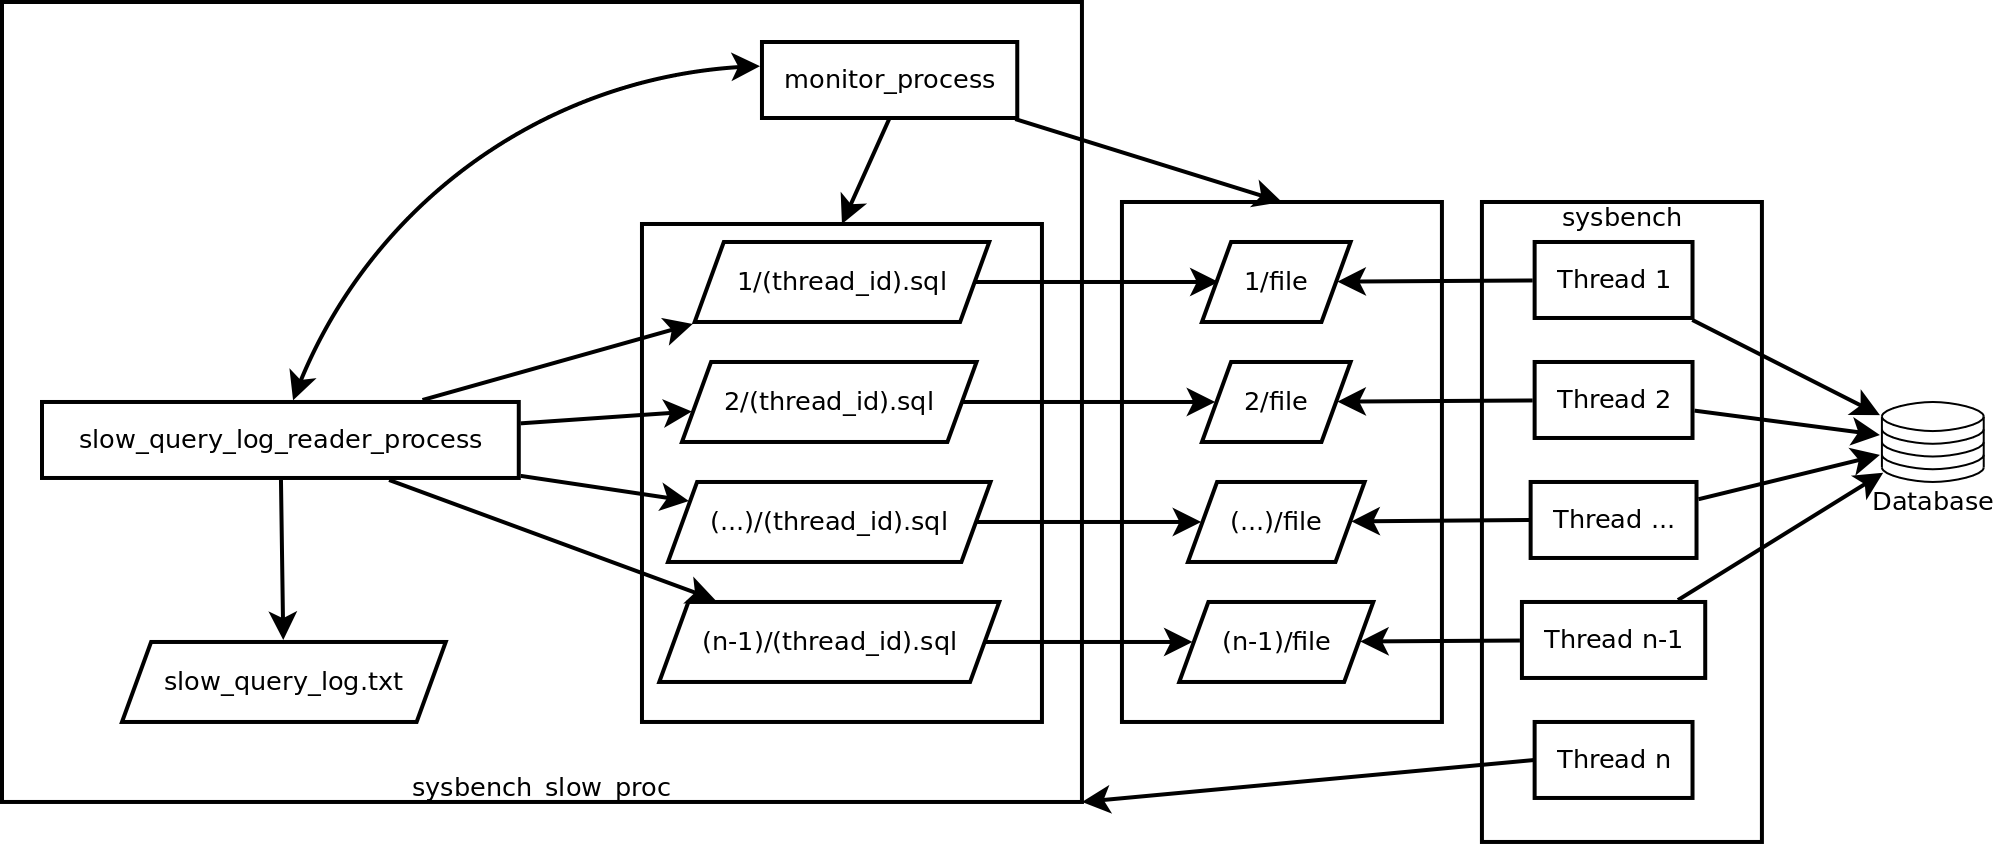 monitor_process
sysbench
1/(thread_id).sql
1/file
Thread 1
2/(thread_id).sql
2/file
Thread 2
slow_query_log_reader_process
(...)/(thread_id).sql
(...)/file
Thread ...
Database
(n-1)/(thread_id).sql
(n-1)/file
Thread n-1
slow_query_log.txt
Thread n
sysbench_slow_proc